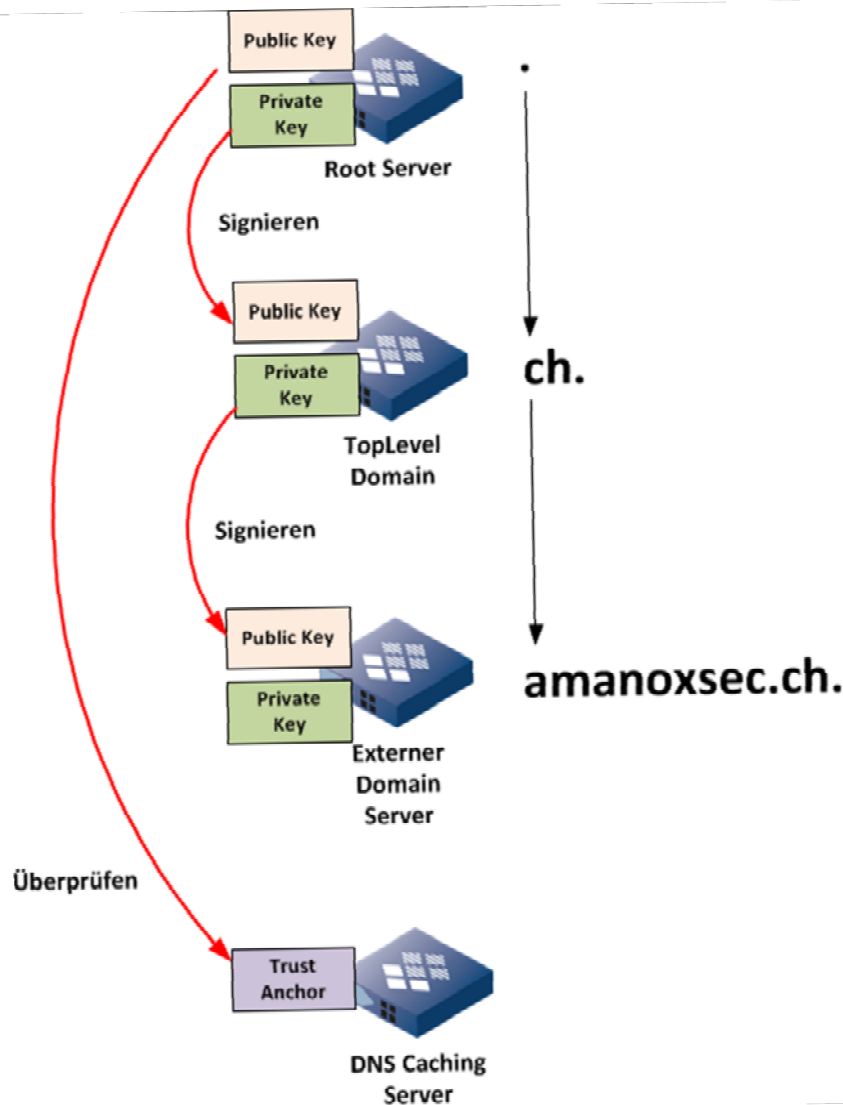 Public Key
.
Private
Key
Root Server
Signieren
Public Key
Private
Key
ch.
TopLevel
Domain
Signieren
Public Key
Private
Key
amanoxsec.ch.
Externer
Domain
Server
Überprüfen
Trust
Anchor
DNS Caching
Server